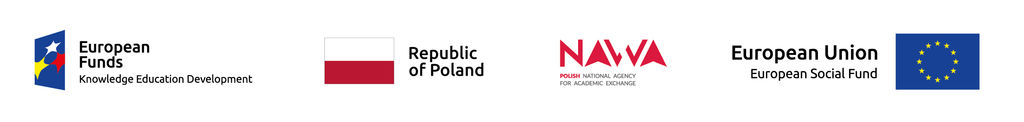 European
Funds
Knowledge Education Development
Republic
of Poland
NAWA
POLISH NATIONAL AGENCY
FOR ACADEMIC EXCHANGE
European Union
European Social Fund